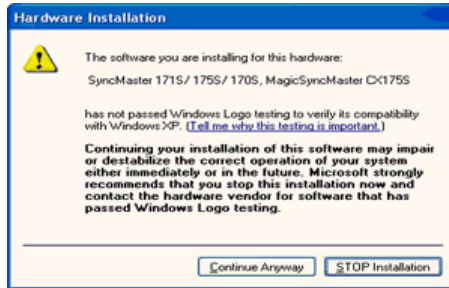 Hardware Installation
The software you are installing for this hardware:
SyncMaster 171S/ 175S/ 170S, MagicSyncMaster CX175S
has not passed Windows Logo testing to verify its compatibility
with Windows XP. (Tell me why this testing is important.)
Continuing your installation of this software may impair
or destabilize the correct operation of your system
either immediately or in the future. Microsoft strongly
recommends that you stop this installation now and
contact the hardware vendor for software that has
passed Windows Logo testing.
Continue Anyway
STOP Installation